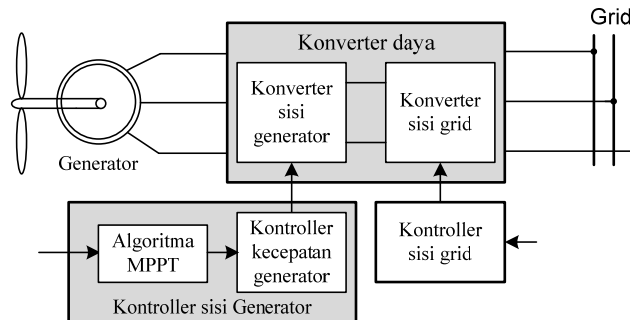 Grid
Konverter daya
Konverter
sisi
generator
Konverter
sisi grid
Generator
Algoritma
MPPT
Kontroller
kecepatan
generator
Kontroller
sisi grid
Kontroller sisi Generator